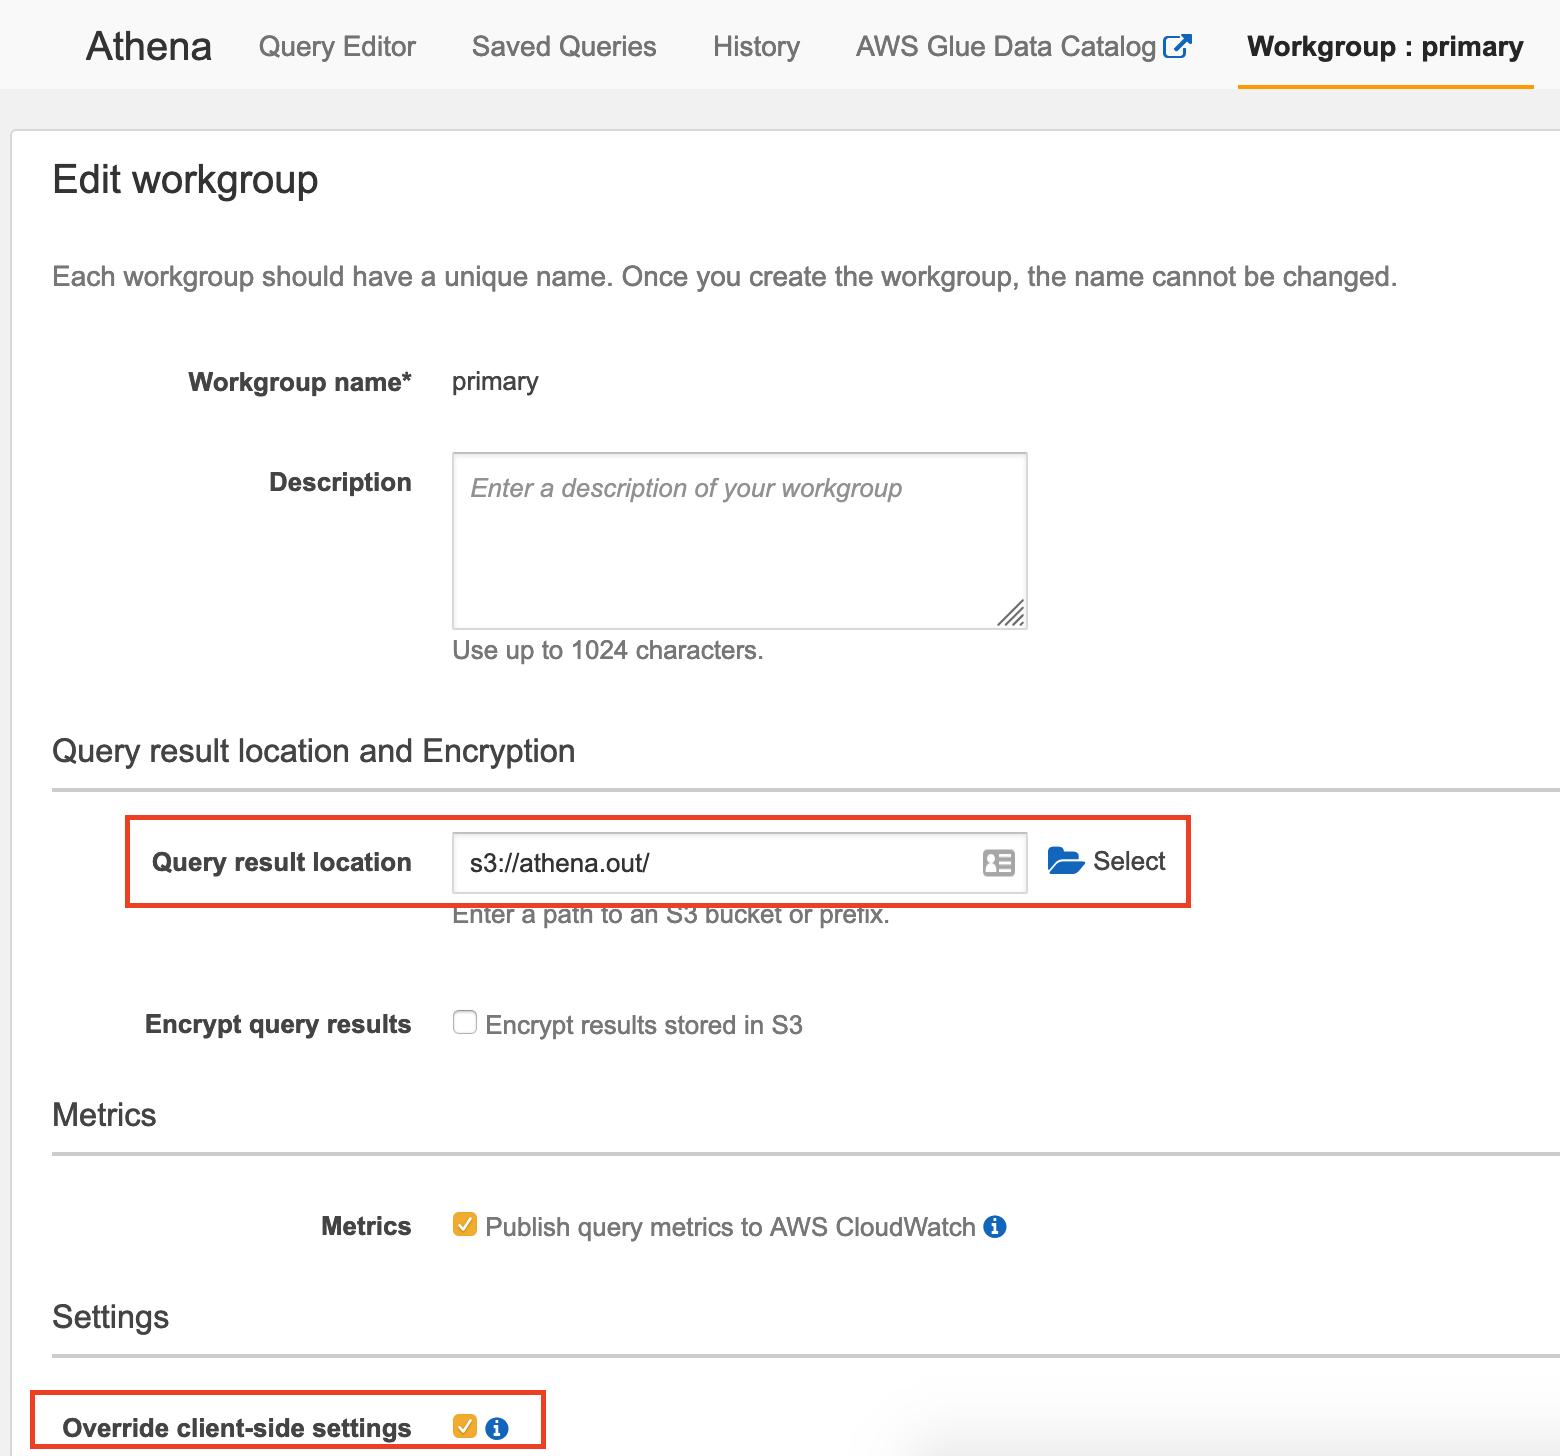 Athena Query Editor Saved Queries History AWS Glue Data Catalog Workgroup : primary
Edit workgroup
Each workgroup should have a unique name. Once you create the workgroup, the name cannot be changed.
Workgroup name* primary
Description Enter a description of your workgroup
Use up to 1024 characters.
Query result location and Encryption
Query result location s3://athena.out/ Select
Enter a path to an S3 bucket or prefix.
Encrypt query results Encrypt results stored in S3
Metrics
Metrics Publish query metrics to AWS CloudWatch
Settings
Override client-side settings